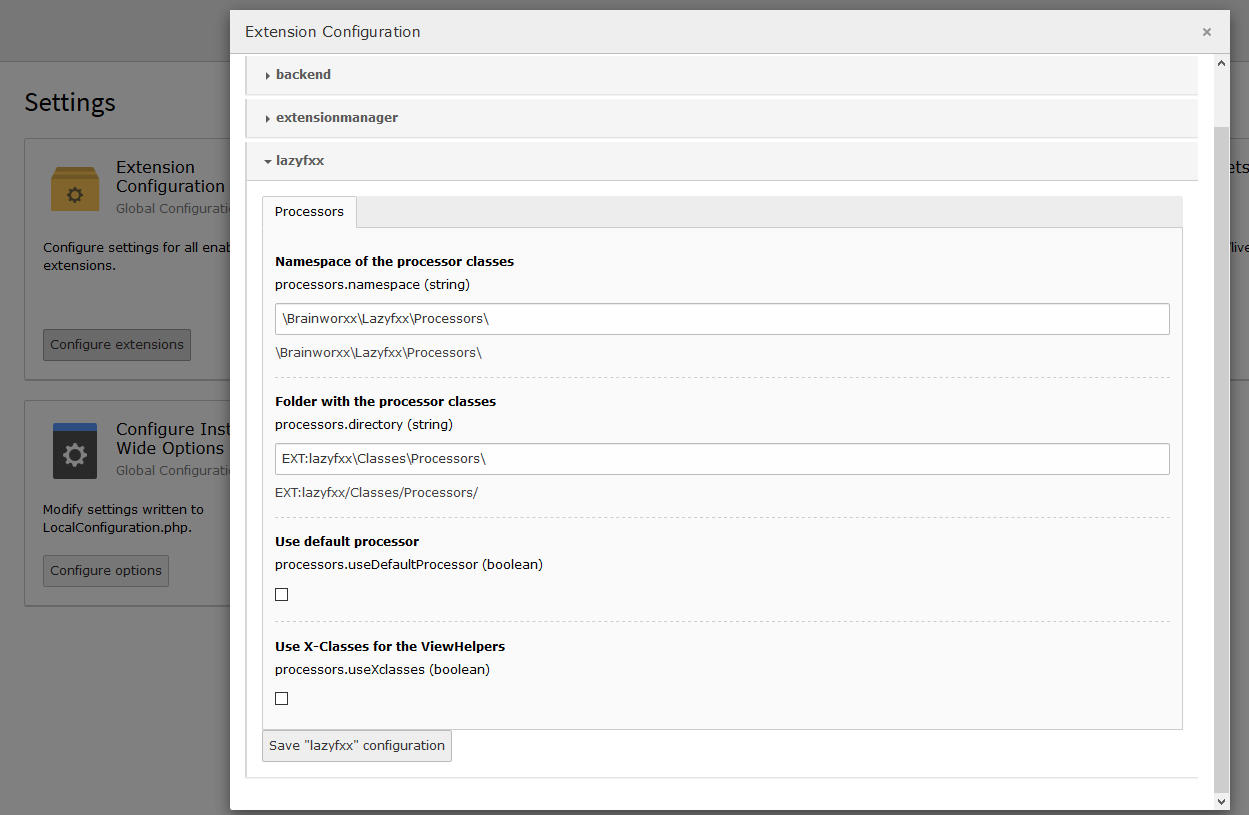 Extension Configuration
×
backend
extensionmanager
lazyfxx
Processors
Namespace of the processor classes
processors.namespace (string)
\Brainworxx\Lazyfxx\Processors\
\Brainworxx\Lazyfxx\Processors\
Folder with the processor classes
processors.directory (string)
EXT:lazyfxx\Classes\Processors\
EXT:lazyfxx/Classes/Processors/
Use default processor
processors.useDefaultProcessor (boolean)
Use X-Classes for the ViewHelpers
processors.useXclasses (boolean)
Save "lazyfxx" configuration
Settings
Extension
Configuration
Global Configurati
Configure settings for all enab
extensions.
Configure extensions
Configure Inst
Wide Options
Global Configurati
Modify settings written to
LocalConfiguration.php.
Configure options
ets
/live